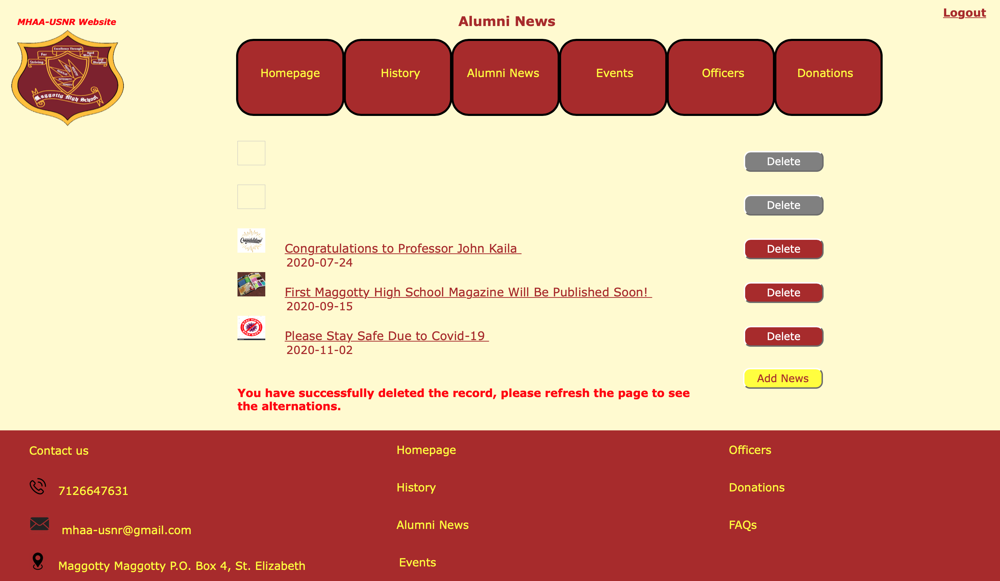 Logout
MHAA-USNR Website
Alumni News
Excellence Through
For
Hard
Work,
Striving
and
Discipline
RESOLVE
INDUSTRY
INTEGRITY
HONESTY
Maggotty High School
Homepage
History
Alumni News
Events
Officers
Donations
Delete
Delete
Congratulations!
Congratulations to Professor John Kaila
2020-07-24
Delete
First Maggotty High School Magazine Will Be Published Soon!
2020-09-15
Delete
STAY HOME
STAY SAFE
Please Stay Safe Due to Covid-19
2020-11-02
Delete
Add News
You have successfully deleted the record, please refresh the page to see
the alternations.
Contact us
7126647631
mhaa-usnr@gmail.com
Maggotty Maggotty P.O. Box 4, St. Elizabeth
Homepage
History
Alumni News
Events
Officers
Donations
FAQs